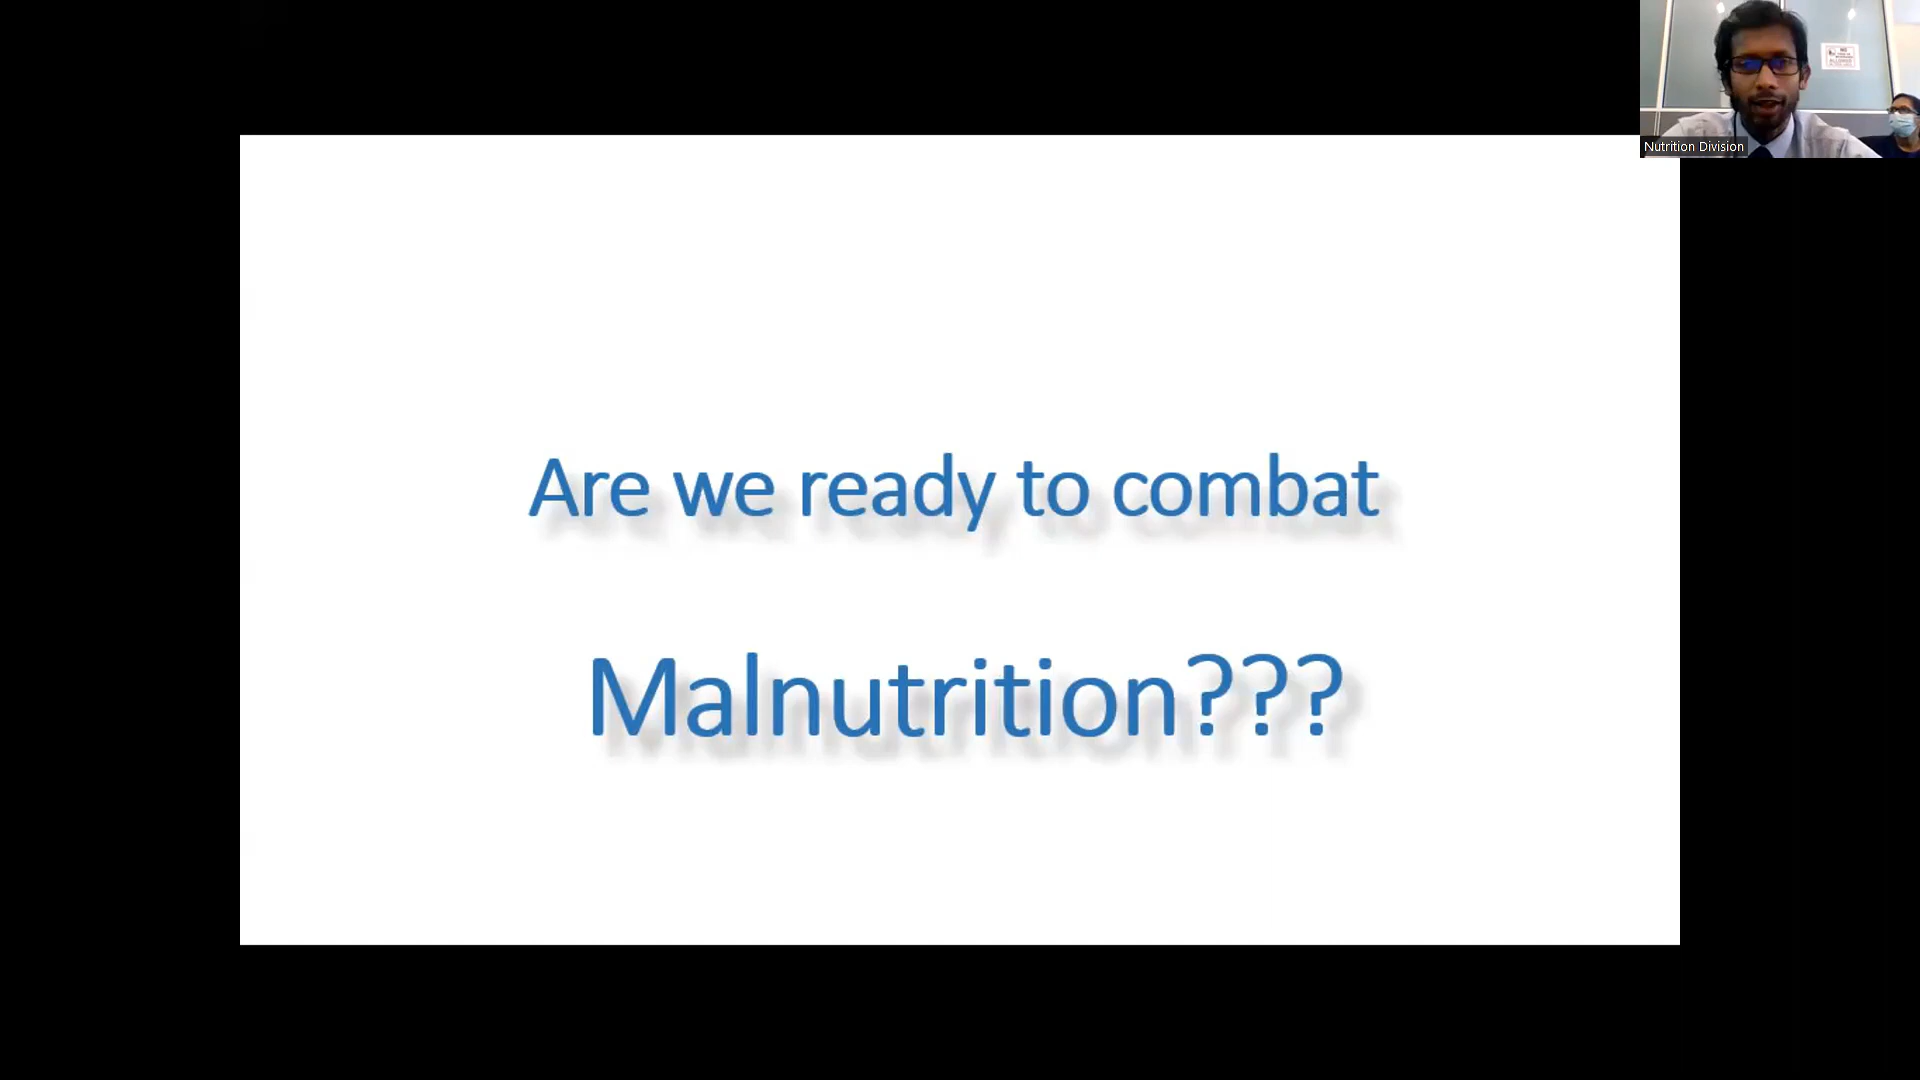 Nutrition Division
Are we ready to combat
Malnutrition???